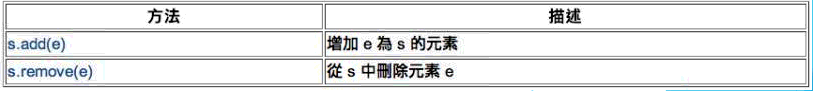 方法 描述
s.add(e) 增加 e 為 s 的元素
s.remove(e) 從 s 中刪除元素 e